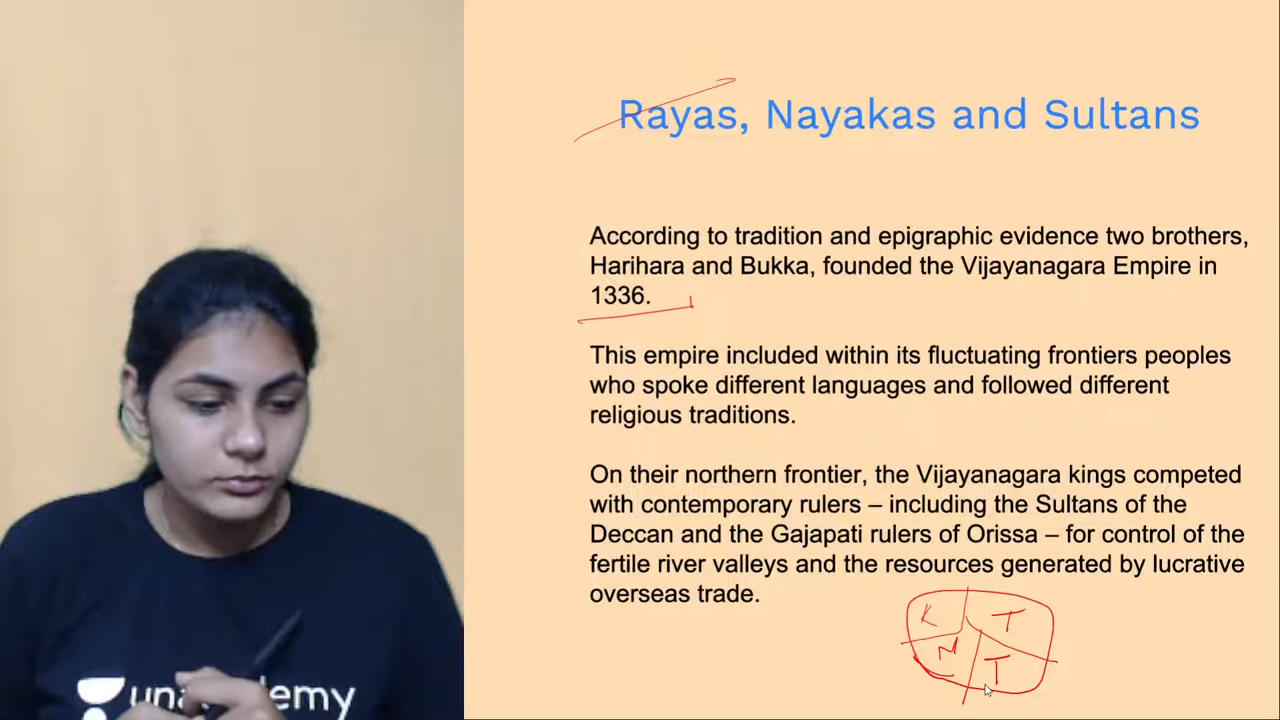 Rayas, Nayakas and Sultans
According to tradition and epigraphic evidence two brothers,
Harihara and Bukka, founded the Vijayanagara Empire in
1336.
This empire included within its fluctuating frontiers peoples
who spoke different languages and followed different
religious traditions.
On their northern frontier, the Vijayanagara kings competed
with contemporary rulers – including the Sultans of the
Deccan and the Gajapati rulers of Orissa – for control of the
fertile river valleys and the resources generated by lucrative
overseas trade.
K T
M T